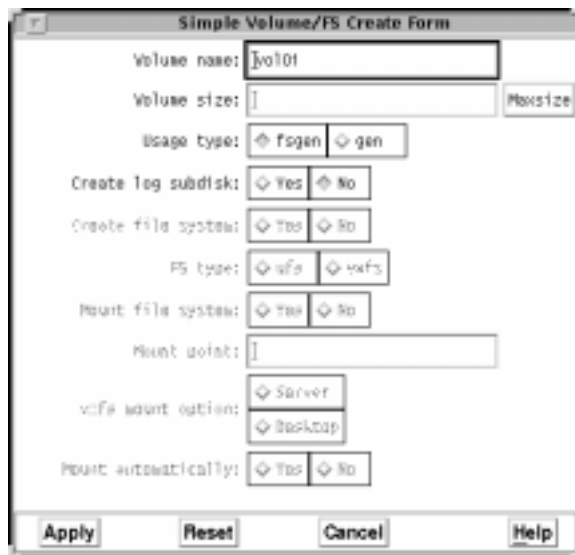 Simple Volume/FS Create Form
Volume name: vol01
Volume size: Maxsize
Usage type: fsgen gen
Create log subdisk: Yes No
Create file system: Yes No
FS type: ufs vxfs
Mount file system: Yes No
Mount point:
vxfs mount option: Server
Desktop
Mount automatically: Yes No
Apply Reset Cancel Help